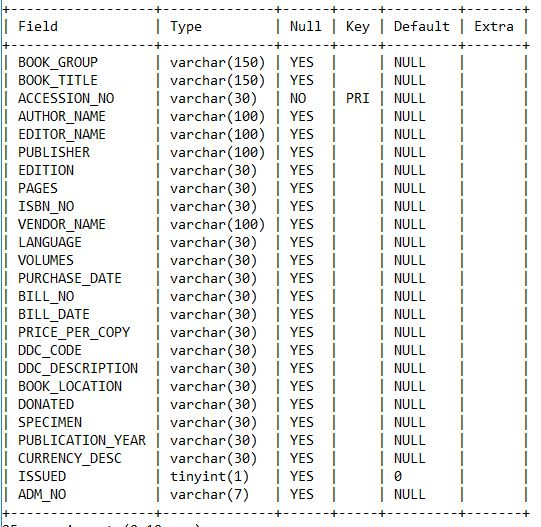 +------------------+--------------+------+-----+---------+-------+
| Field            | Type         | Null | Key | Default | Extra |
+------------------+--------------+------+-----+---------+-------+
| BOOK_GROUP       | varchar(150) | YES  |     | NULL    |       |
| BOOK_TITLE       | varchar(150) | YES  |     | NULL    |       |
| ACCESSION_NO     | varchar(30)  | NO   | PRI | NULL    |       |
| AUTHOR_NAME      | varchar(100) | YES  |     | NULL    |       |
| EDITOR_NAME      | varchar(100) | YES  |     | NULL    |       |
| PUBLISHER        | varchar(100) | YES  |     | NULL    |       |
| EDITION          | varchar(30)  | YES  |     | NULL    |       |
| PAGES            | varchar(30)  | YES  |     | NULL    |       |
| ISBN_NO          | varchar(30)  | YES  |     | NULL    |       |
| VENDOR_NAME      | varchar(100) | YES  |     | NULL    |       |
| LANGUAGE         | varchar(30)  | YES  |     | NULL    |       |
| VOLUMES          | varchar(30)  | YES  |     | NULL    |       |
| PURCHASE_DATE    | varchar(30)  | YES  |     | NULL    |       |
| BILL_NO          | varchar(30)  | YES  |     | NULL    |       |
| BILL_DATE        | varchar(30)  | YES  |     | NULL    |       |
| PRICE_PER_COPY   | varchar(30)  | YES  |     | NULL    |       |
| DDC_CODE         | varchar(30)  | YES  |     | NULL    |       |
| DDC_DESCRIPTION  | varchar(30)  | YES  |     | NULL    |       |
| BOOK_LOCATION    | varchar(30)  | YES  |     | NULL    |       |
| DONATED          | varchar(30)  | YES  |     | NULL    |       |
| SPECIMEN         | varchar(30)  | YES  |     | NULL    |       |
| PUBLICATION_YEAR | varchar(30)  | YES  |     | NULL    |       |
| CURRENCY_DESC    | varchar(30)  | YES  |     | NULL    |       |
| ISSUED           | tinyint(1)   | YES  |     | 0       |       |
| ADM_NO           | varchar(7)   | YES  |     | NULL    |       |
+------------------+--------------+------+-----+---------+-------+